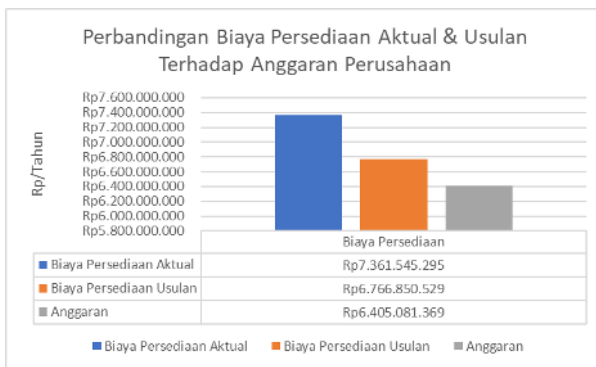 Perbandingan Biaya Persediaan Aktual & Usulan
Terhadap Anggaran Perusahaan
Rp/Tahun
Rp7.600.000.000
Rp7.400.000.000
Rp7.200.000.000
Rp7.000.000.000
Rp6.800.000.000
Rp6.600.000.000
Rp6.400.000.000
Rp6.200.000.000
Rp6.000.000.000
Rp5.800.000.000
Biaya Persediaan
Biaya Persediaan Aktual Rp7.361.545.295
Biaya Persediaan Usulan Rp6.766.850.529
Anggaran Rp6.405.081.369
Biaya Persediaan Aktual Biaya Persediaan Usulan Anggaran